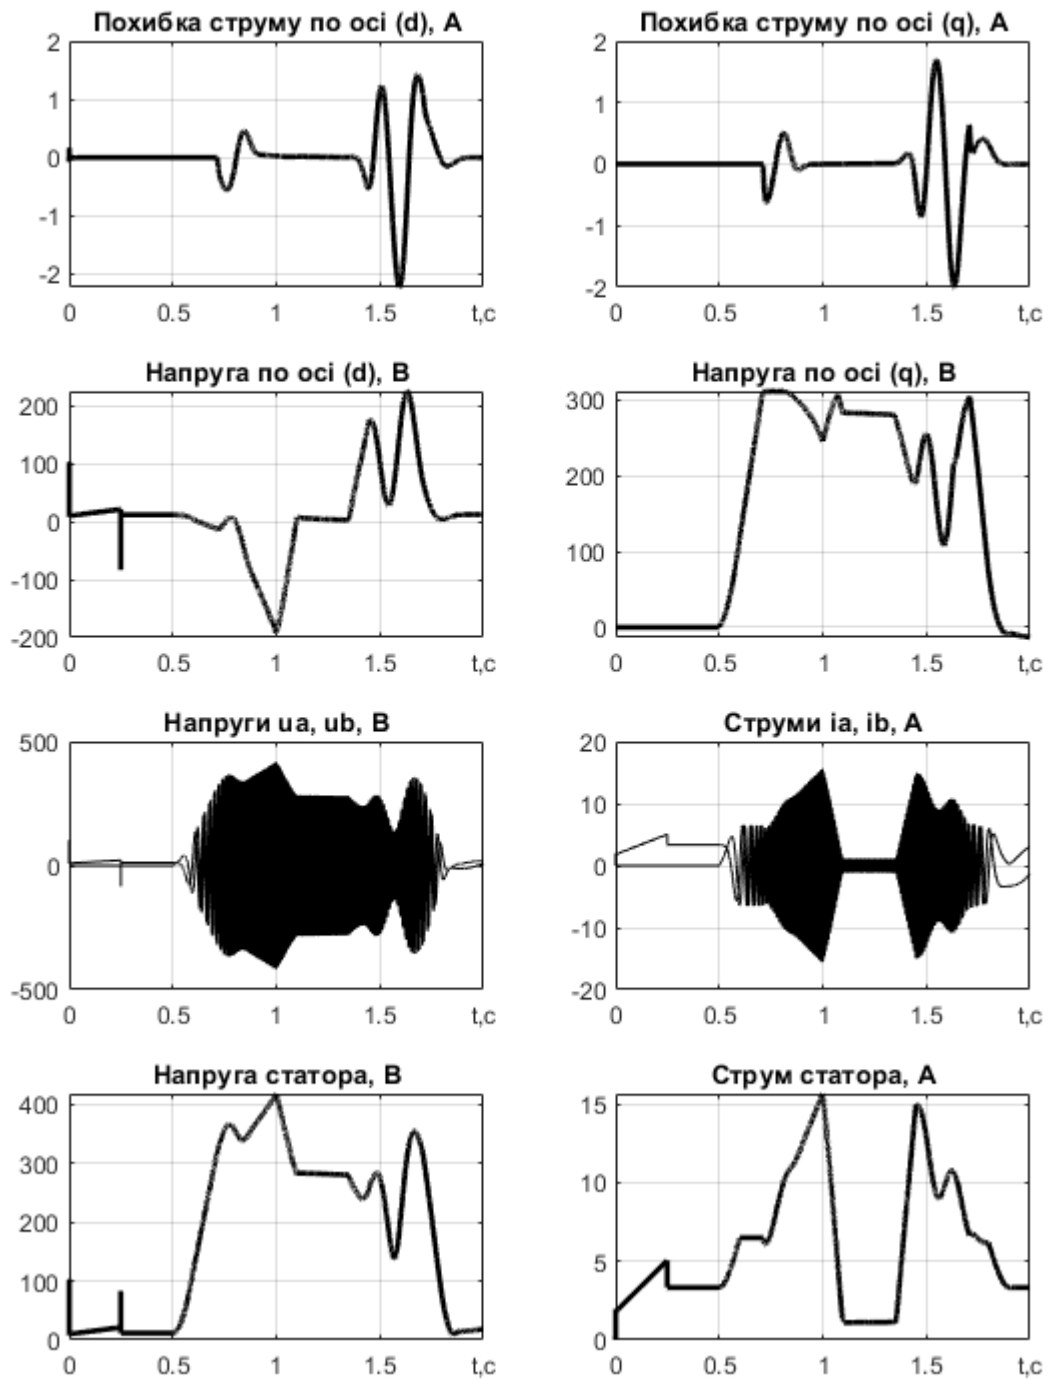 Похибка струму по осі (d), А
2
1
0
-1
-2
0 0.5 1 1.5 t,c
Похибка струму по осі (q), А
2
1
0
-1
-2
0 0.5 1 1.5 t,c
Напруга по осі (d), В
200
100
0
-100
-200
0 0.5 1 1.5 t,c
Напруга по осі (q), В
300
200
100
0
0 0.5 1 1.5 t,c
Напруги ua, ub, В
500
0
-500
0 0.5 1 1.5 t,c
Струми ia, ib, А
20
10
0
-10
-20
0 0.5 1 1.5 t,c
Напруга статора, В
400
300
200
100
0
0 0.5 1 1.5 t,c
Струм статора, А
15
10
5
0
0 0.5 1 1.5 t,c